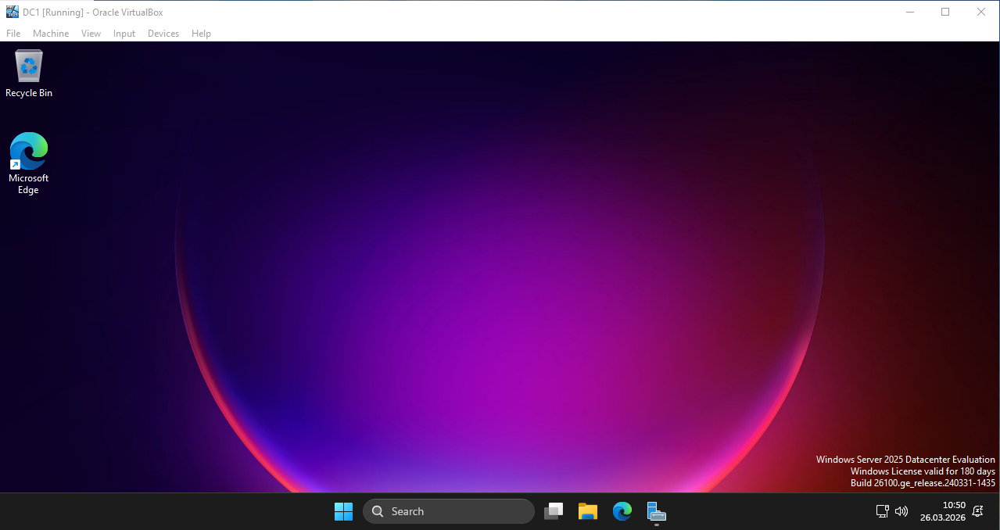 DC1 [Running] - Oracle VirtualBox
File Machine View Input Devices Help
Recycle Bin
Microsoft
Edge
Windows Server 2025 Datacenter Evaluation
Windows License valid for 180 days
Build 26100.ge_release.240331-1435
Search
10:50
26.03.2026